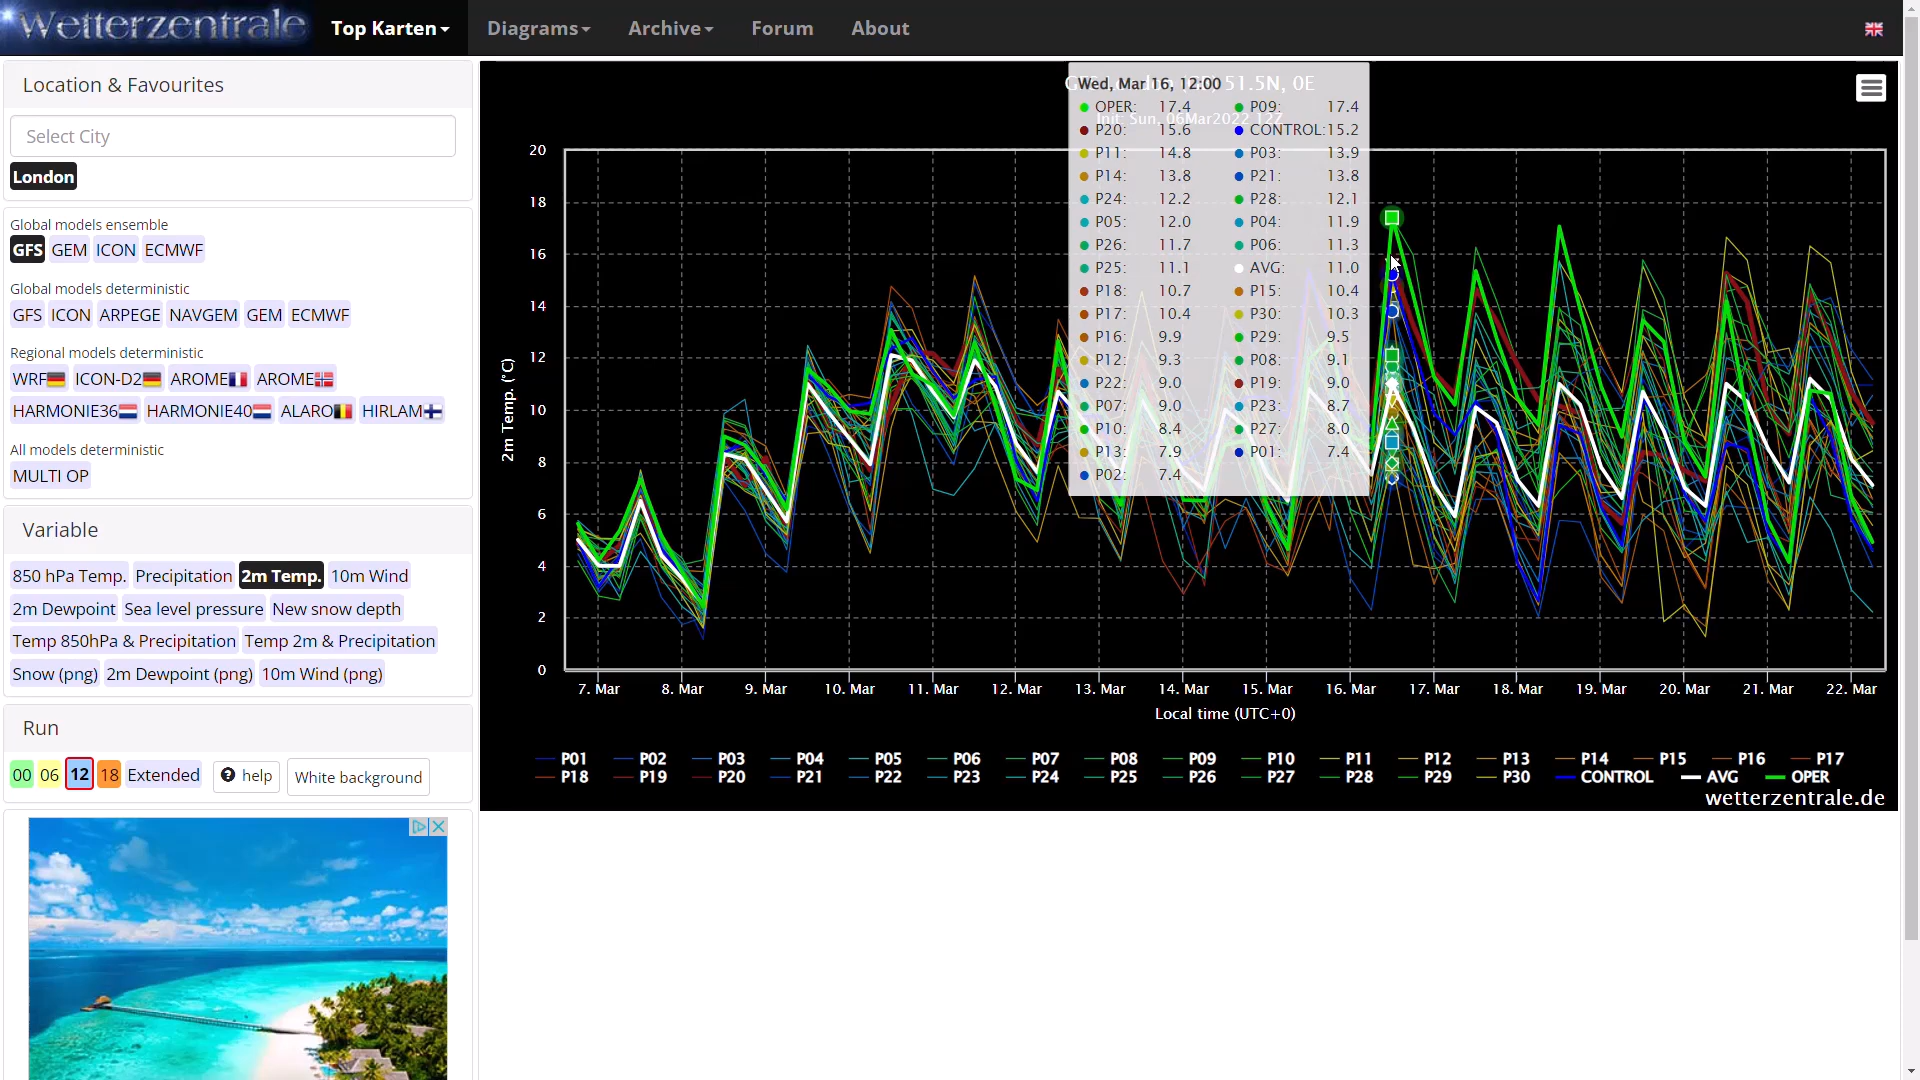 Wetterzentrale
Top Karten
Diagrams
Archive
Forum
About
Location & Favourites
Select City
London
Global models ensemble
GFS GEM ICON ECMWF
Global models deterministic
GFS ICON ARPEGE NAVGEM GEM ECMWF
Regional models deterministic
WRF ICON-D2 AROME AROME
HARMONIE36 HARMONIE40 ALARO HIRLAM
All models deterministic
MULTI OP
Variable
850 hPa Temp. Precipitation 2m Temp. 10m Wind
2m Dewpoint Sea level pressure New snow depth
Temp 850hPa & Precipitation Temp 2m & Precipitation
Snow (png) 2m Dewpoint (png) 10m Wind (png)
Run
00 06 12 18 Extended help White background
51.5N, 0E
Init: Sun, 06Mar2022 12Z
Wed, Mar 16, 12:00
OPER: 17.4 P09: 17.4
P20: 15.6 CONTROL: 15.2
P11: 14.8 P03: 13.9
P14: 13.8 P21: 13.8
P24: 12.2 P28: 12.1
P05: 12.0 P04: 11.9
P26: 11.7 P06: 11.3
P25: 11.1 AVG: 11.0
P18: 10.7 P15: 10.4
P17: 10.4 P30: 10.3
P16: 9.9 P29: 9.5
P12: 9.3 P08: 9.1
P22: 9.0 P19: 9.0
P07: 9.0 P23: 8.7
P10: 8.4 P27: 8.0
P13: 7.9 P01: 7.4
P02: 7.4
2m Temp. (°C)
20
18
16
14
12
10
8
6
4
2
0
7. Mar 8. Mar 9. Mar 10. Mar 11. Mar 12. Mar 13. Mar 14. Mar 15. Mar 16. Mar 17. Mar 18. Mar 19. Mar 20. Mar 21. Mar 22. Mar
Local time (UTC+0)
P01 P02 P03 P04 P05 P06 P07 P08 P09 P10 P11 P12 P13 P14 P15 P16 P17
P18 P19 P20 P21 P22 P23 P24 P25 P26 P27 P28 P29 P30 CONTROL AVG OPER
wetterzentrale.de